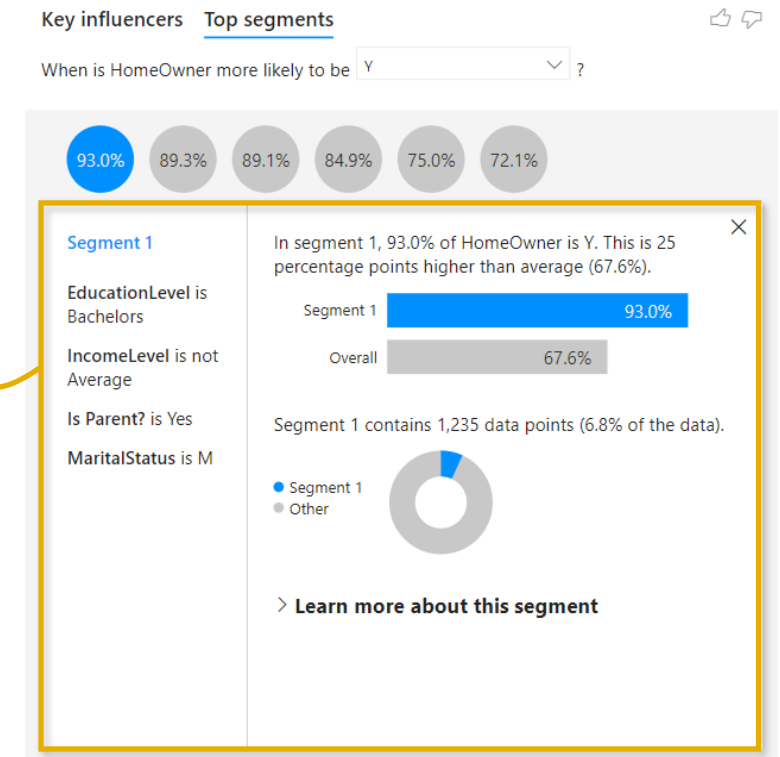 Key influencers Top segments
When is HomeOwner more likely to be Y ?
93.0% 89.3% 89.1% 84.9% 75.0% 72.1%
Segment 1
EducationLevel is
Bachelors
IncomeLevel is not
Average
Is Parent? is Yes
MaritalStatus is M
In segment 1, 93.0% of HomeOwner is Y. This is 25
percentage points higher than average (67.6%).
Segment 1 93.0%
Overall 67.6%
Segment 1 contains 1,235 data points (6.8% of the data).
Segment 1
Other
Learn more about this segment